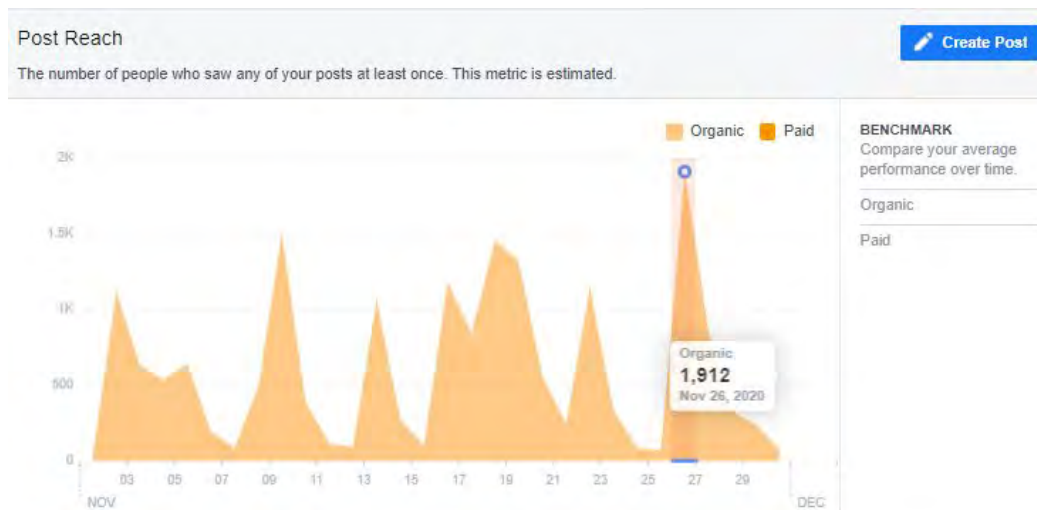 Post Reach
Create Post
The number of people who saw any of your posts at least once. This metric is estimated.
Organic Paid
BENCHMARK
Compare your average
performance over time.
Organic
Paid
2K
1.5K
1K
500
0
Organic
1,912
Nov 26, 2020
03 05 07 09 11 13 15 17 19 21 23 25 27 29
NOV DEC